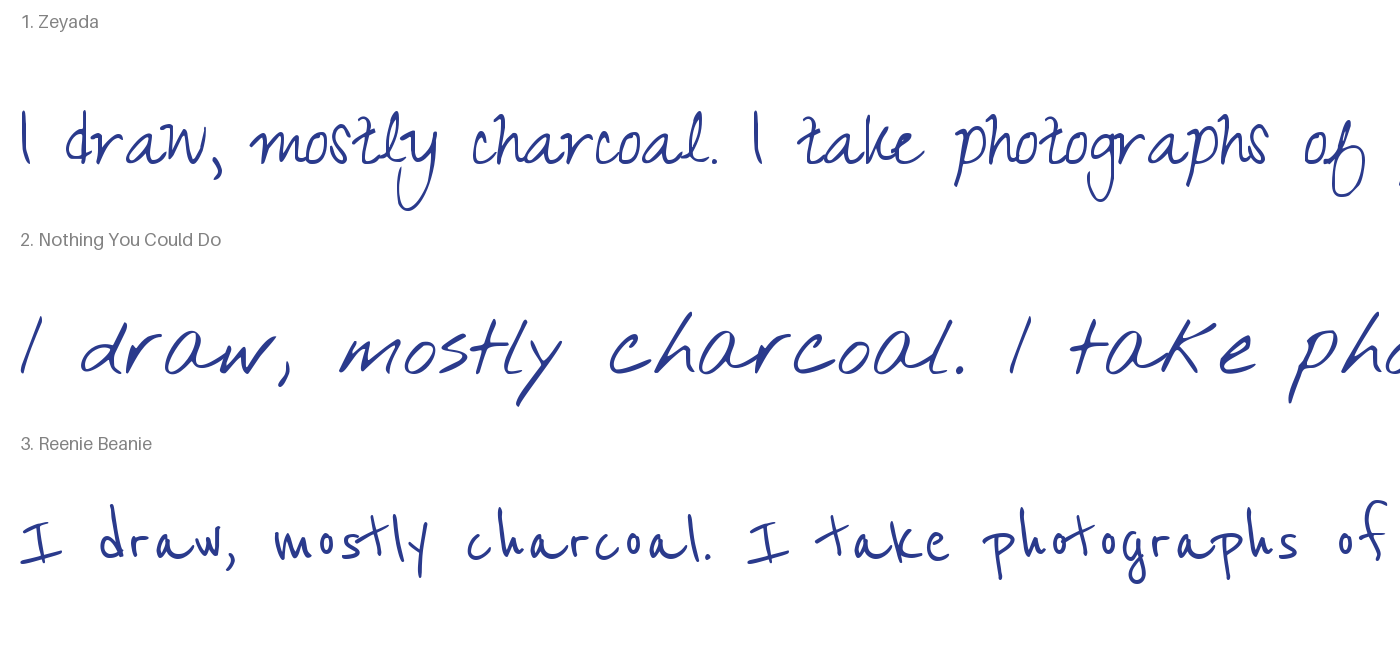 1. Zeyada
I draw, mostly charcoal. I take photographs of
2. Nothing You Could Do
I draw, mostly charcoal. I take pho
3. Reenie Beanie
I draw, mostly charcoal. I take photographs of